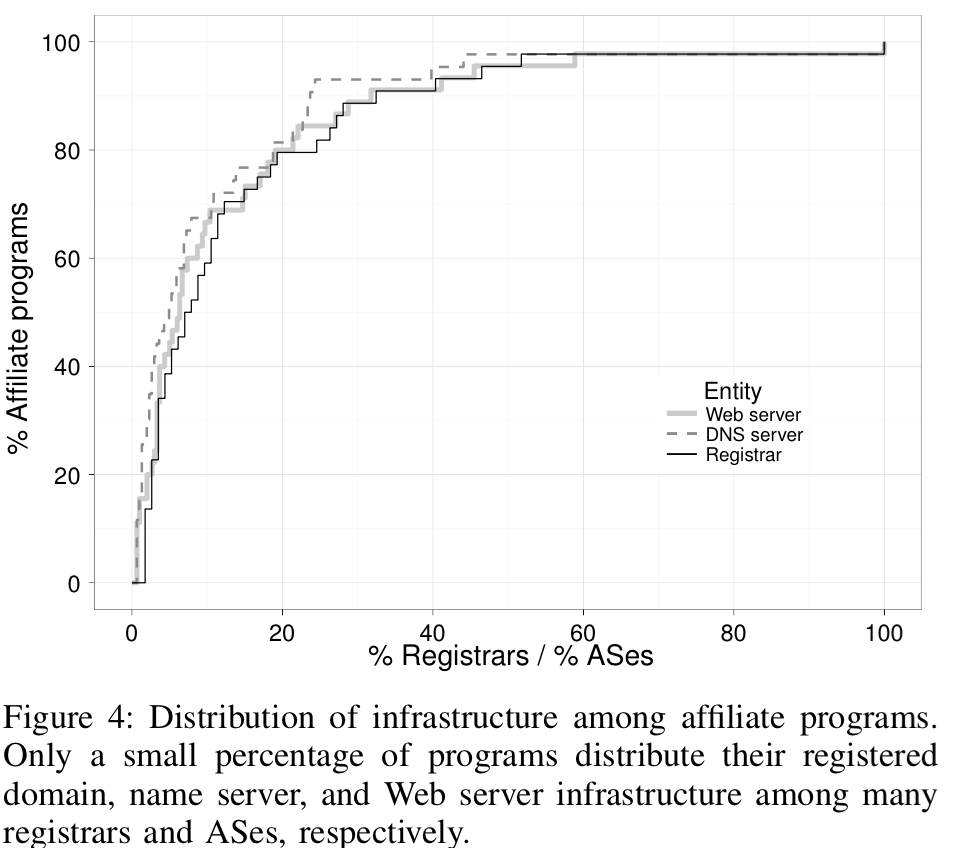 100
80
60
40
20
0
% Affiliate programs
Entity
Web server
DNS server
Registrar
0 20 40 60 80 100
% Registrars / % ASes
Figure 4: Distribution of infrastructure among affiliate programs.
Only a small percentage of programs distribute their registered
domain, name server, and Web server infrastructure among many
registrars and ASes, respectively.